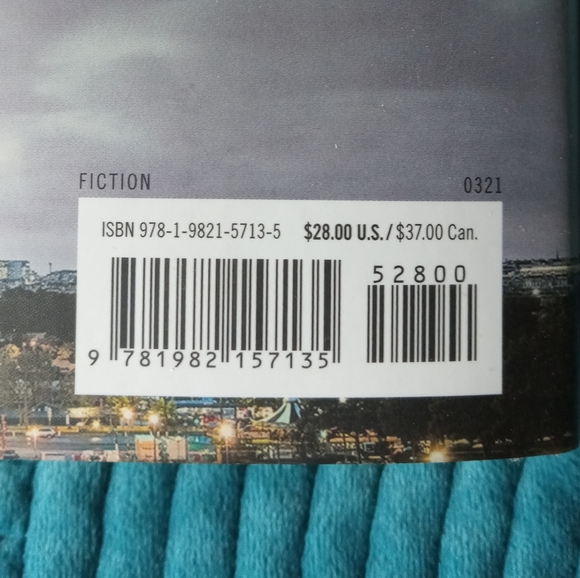 FICTION 0321
ISBN 978-1-9821-5713-5 $28.00 U.S./ $37.00 Can.
52800
9 781982 157135